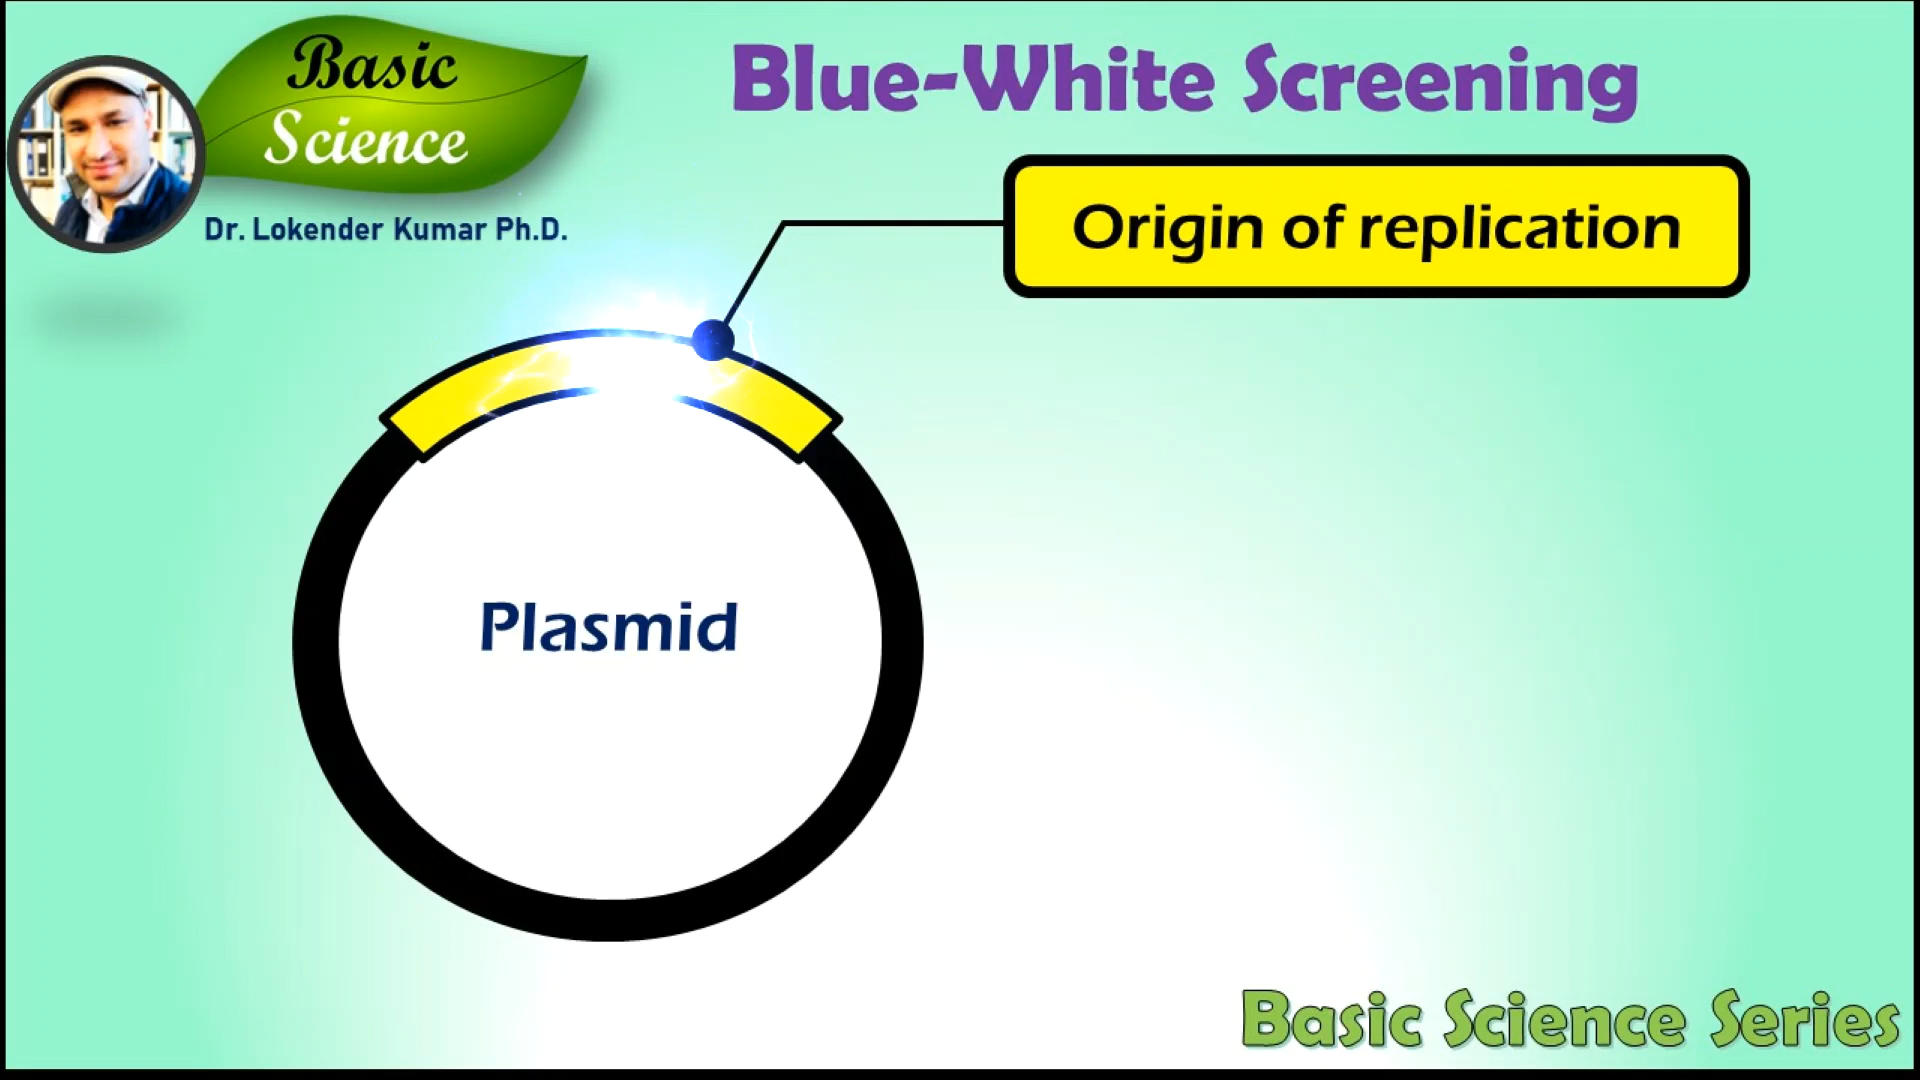 Basic
Science
Dr. Lokender Kumar Ph.D.
Blue-White Screening
Origin of replication
Plasmid
Basic Science Series